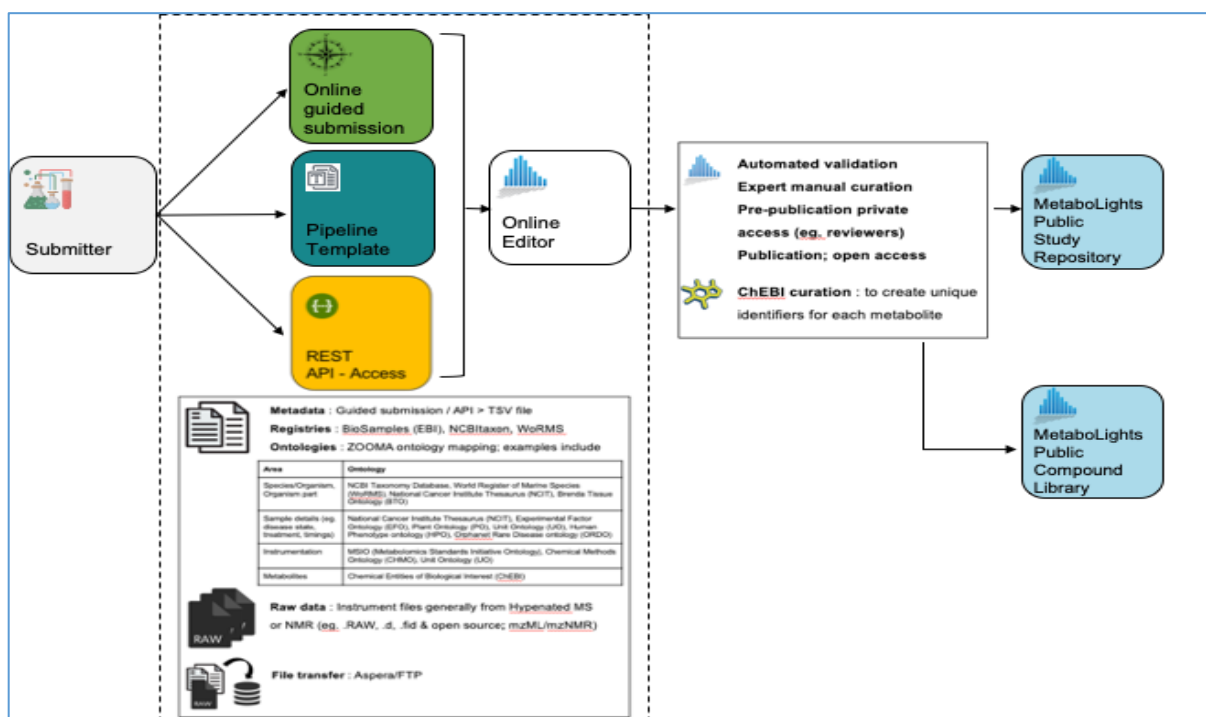 Submitter
Online
guided
submission
Pipeline
Template
REST
API - Access
Online
Editor
Automated validation
Expert manual curation
Pre-publication private
access (eg. reviewers)
Publication; open access
ChEBI curation : to create unique
identifiers for each metabolite
MetaboLights
Public
Study
Repository
MetaboLights
Public
Compound
Library
Metadata : Guided submission / API > TSV file
Registries : BioSamples (EBI), NCBItaxon, WoRMS
Ontologies : ZOOMA ontology mapping; examples include
Area Ontology
Species/Organism, NCBI Taxonomy Database, World Register of Marine Species
Organism part (WoRMS), National Cancer Institute Thesaurus (NCIT), Brenda Tissue
Ontology (BTO)
Sample details (eg. National Cancer Institute Thesaurus (NCIT), Experimental Factor
disease state, Ontology (EFO), Plant Ontology (PO), Unit Ontology (UO), Human
treatment, timings) Phenotype ontology (HPO), Orphanet Rare Disease ontology (ORDO)
Instrumentation MSIO (Metabolomics Standards Initiative Ontology), Chemical Methods
Ontology (CHMO), Unit Ontology (UO)
Metabolites Chemical Entities of Biological Interest (ChEBI)
RAW
Raw data : Instrument files generally from Hypenated MS
or NMR (eg. .RAW, .d, .fid & open source; mzML/mzNMR)
RAW
File transfer : Aspera/FTP